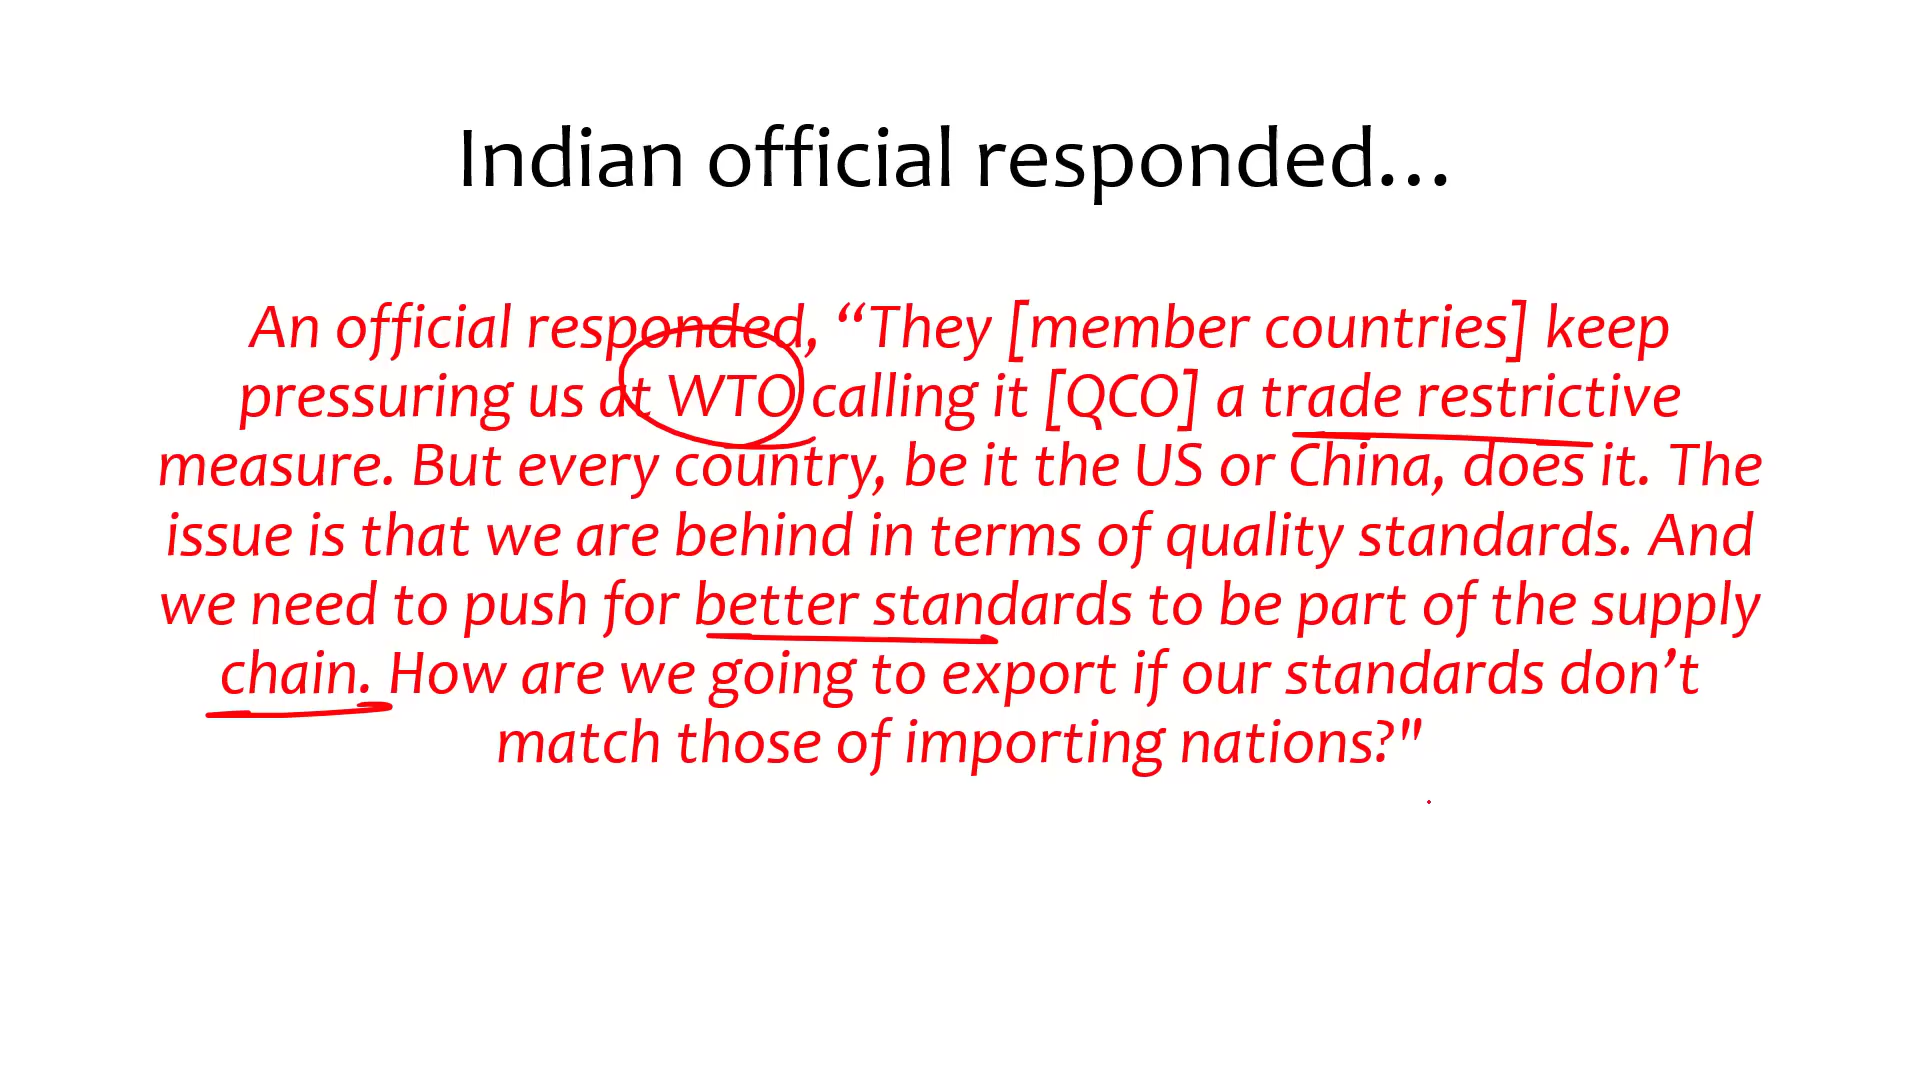 Indian official responded…
An official responded, “They [member countries] keep
pressuring us at WTO calling it [QCO] a trade restrictive
measure. But every country, be it the US or China, does it. The
issue is that we are behind in terms of quality standards. And
we need to push for better standards to be part of the supply
chain. How are we going to export if our standards don’t
match those of importing nations?"